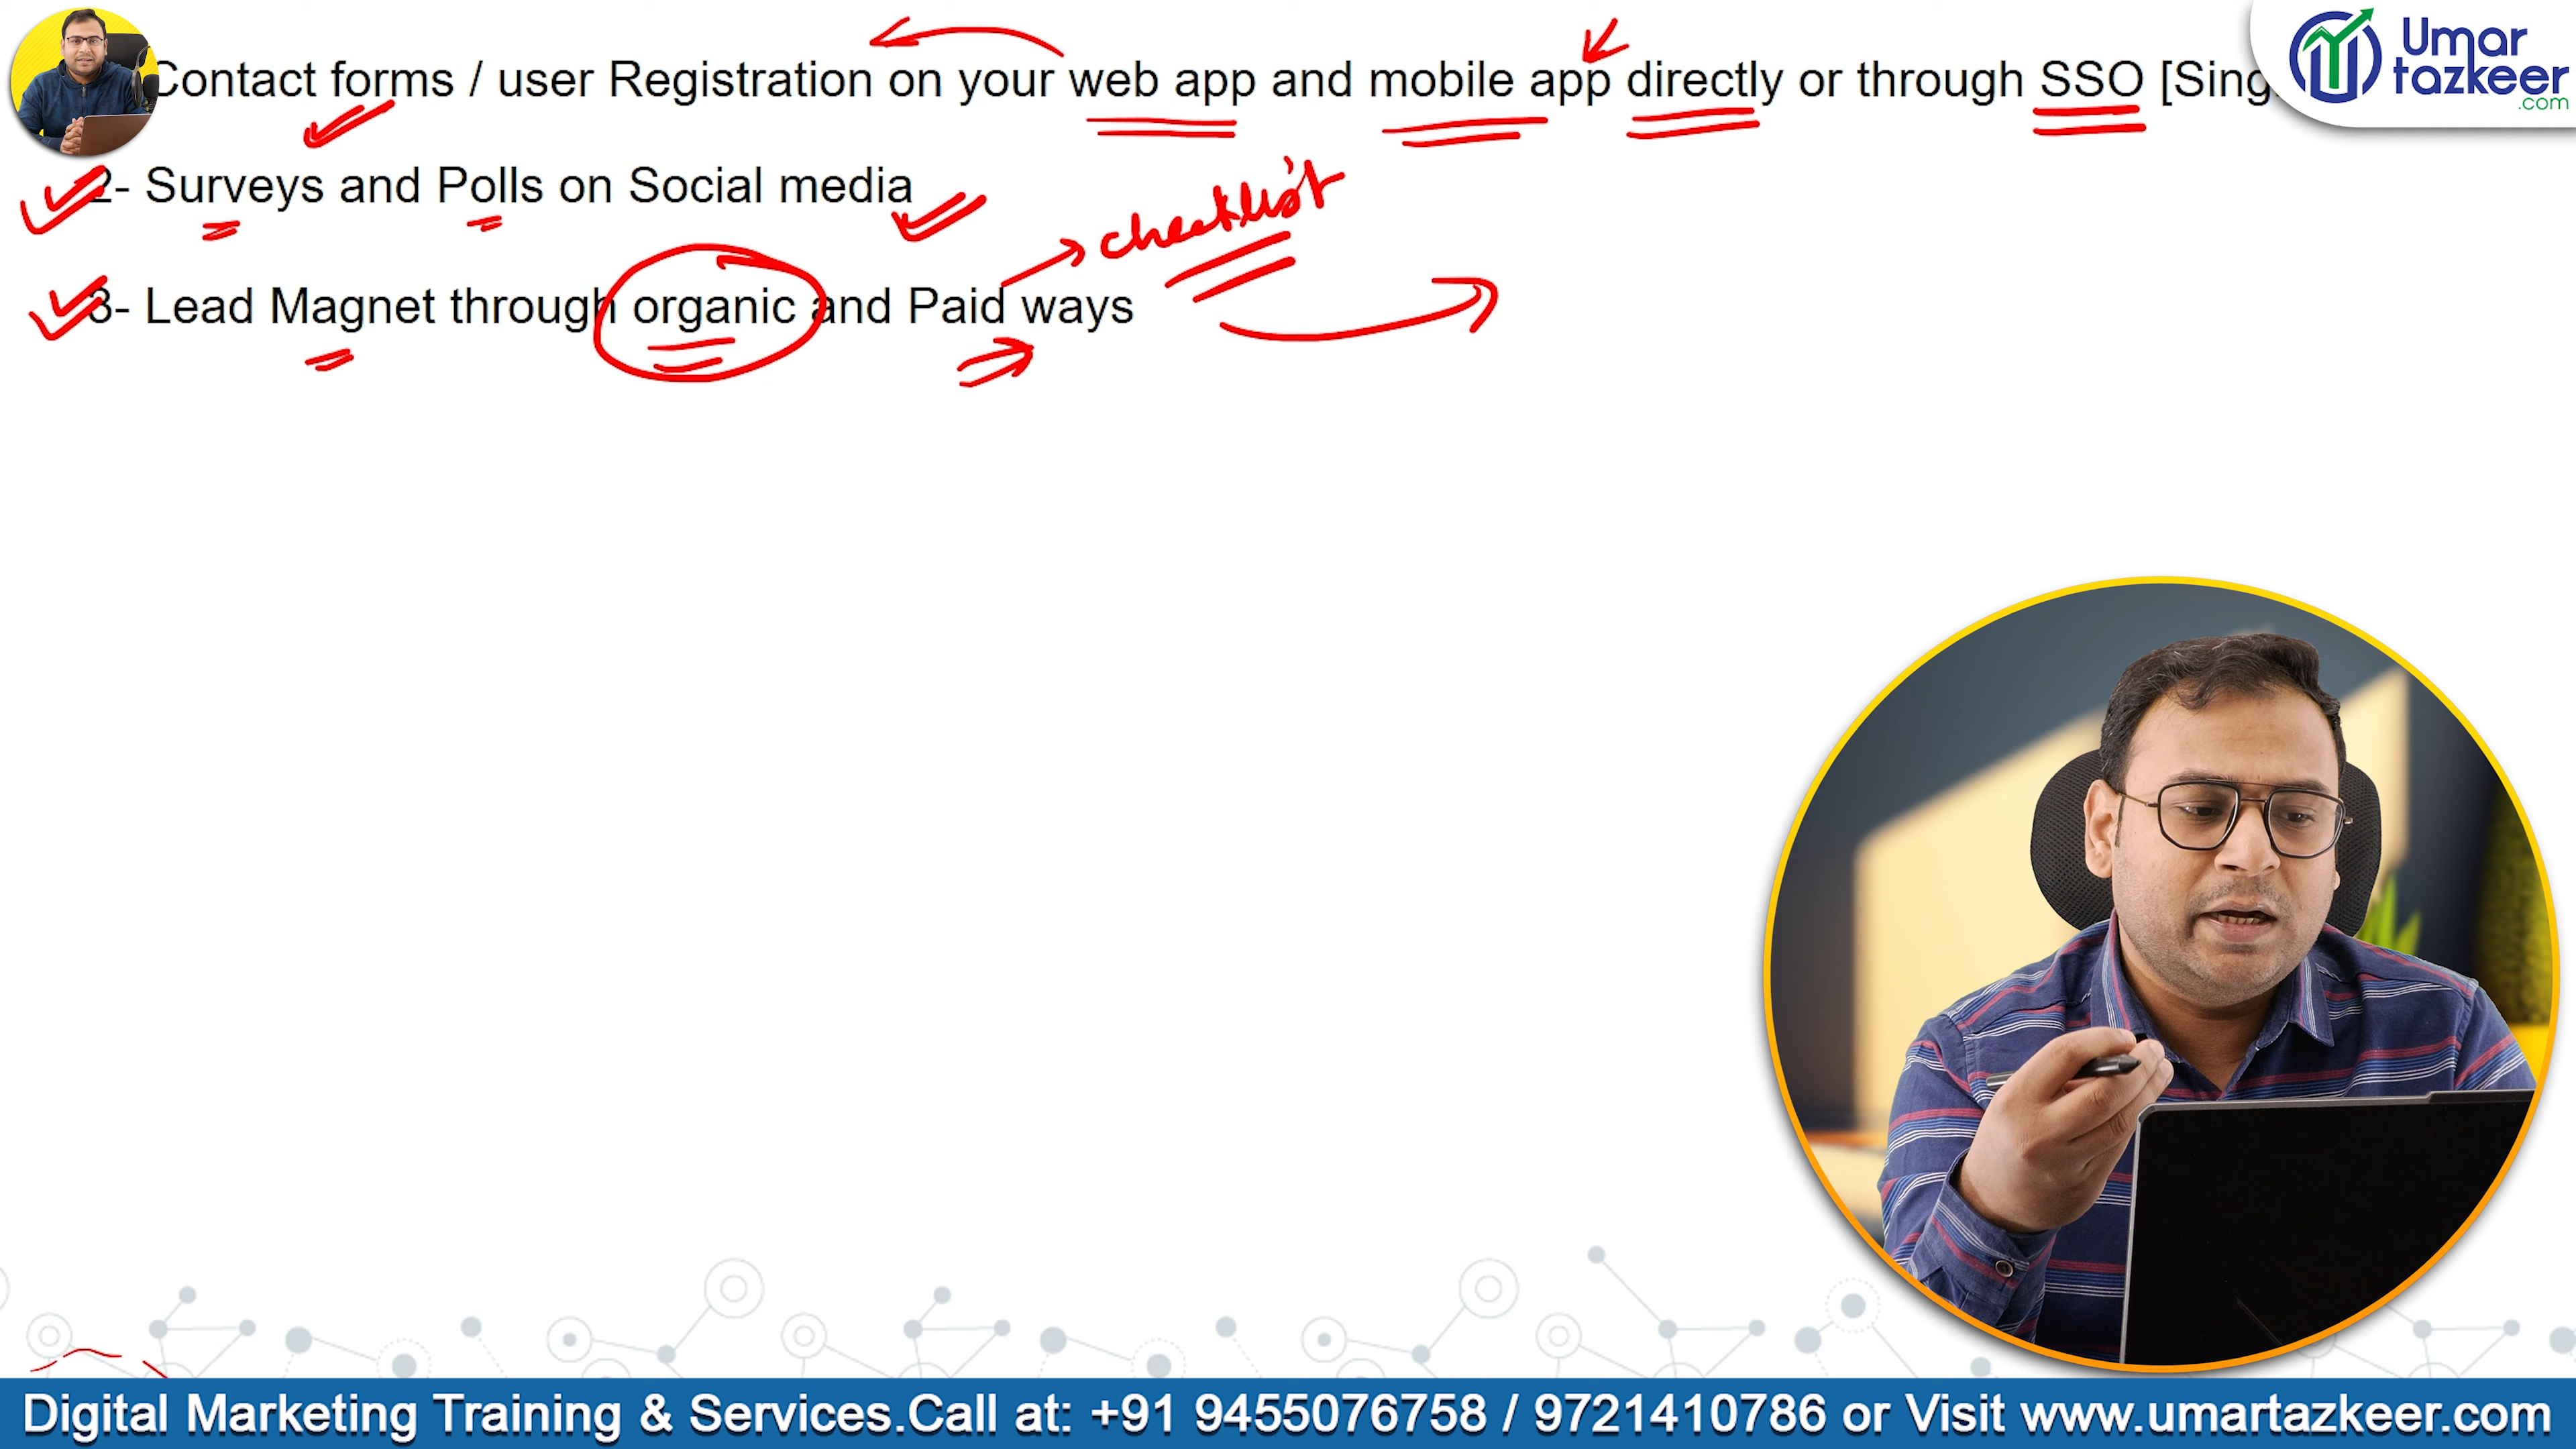 Contact forms / user Registration on your web app and mobile app directly or through SSO [Sing
Umar
tazkeer
.com
2- Surveys and Polls on Social media
checklist
3- Lead Magnet through organic and Paid ways
Digital Marketing Training & Services.Call at: +91 9455076758 / 9721410786 or Visit www.umartazkeer.com